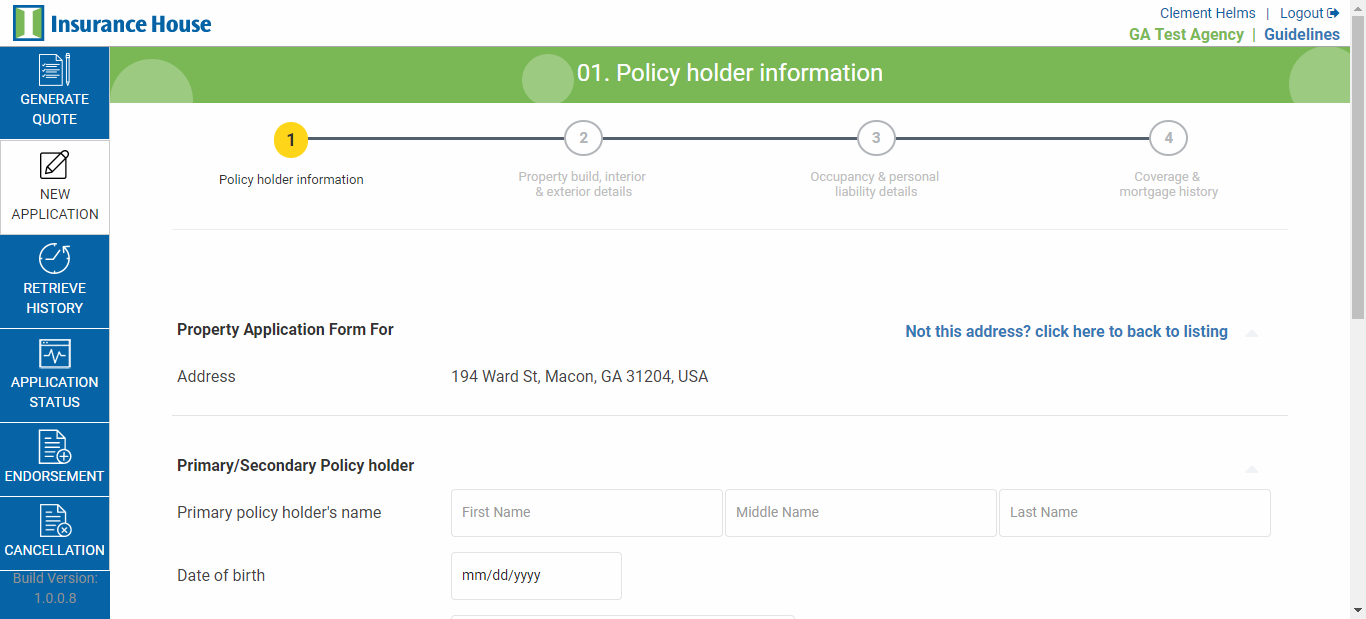 Insurance House
Clement Helms | Logout
GA Test Agency | Guidelines
GENERATE
QUOTE
NEW
APPLICATION
RETRIEVE
HISTORY
APPLICATION
STATUS
ENDORSEMENT
CANCELLATION
Build Version:
1.0.0.8
01. Policy holder information
1
2
3
4
Policy holder information
Property build, interior
& exterior details
Occupancy & personal
liability details
Coverage &
mortgage history
Property Application Form For
Not this address? click here to back to listing
Address
194 Ward St, Macon, GA 31204, USA
Primary/Secondary Policy holder
Primary policy holder's name
First Name
Middle Name
Last Name
Date of birth
mm/dd/yyyy